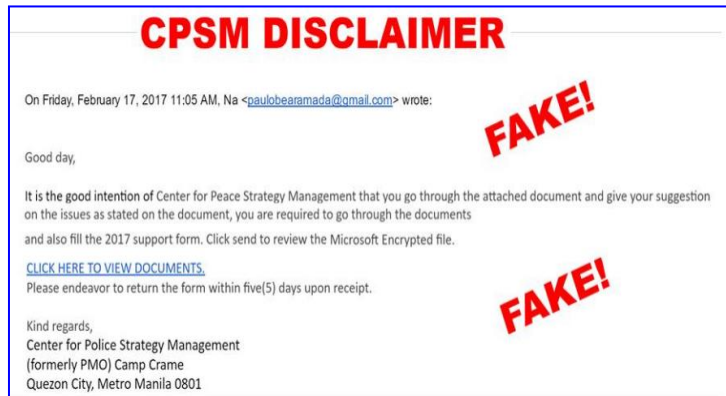 CPSM DISCLAIMER
On Friday, February 17, 2017 11:05 AM, Na <paulobearamada@gmail.com> wrote:
FAKE!
Good day,
It is the good intention of Center for Peace Strategy Management that you go through the attached document and give your suggestion
on the issues as stated on the document, you are required to go through the documents
and also fill the 2017 support form. Click send to review the Microsoft Encrypted file.
CLICK HERE TO VIEW DOCUMENTS.
Please endeavor to return the form within five(5) days upon receipt.
FAKE!
Kind regards,
Center for Police Strategy Management
(formerly PMO) Camp Crame
Quezon City, Metro Manila 0801